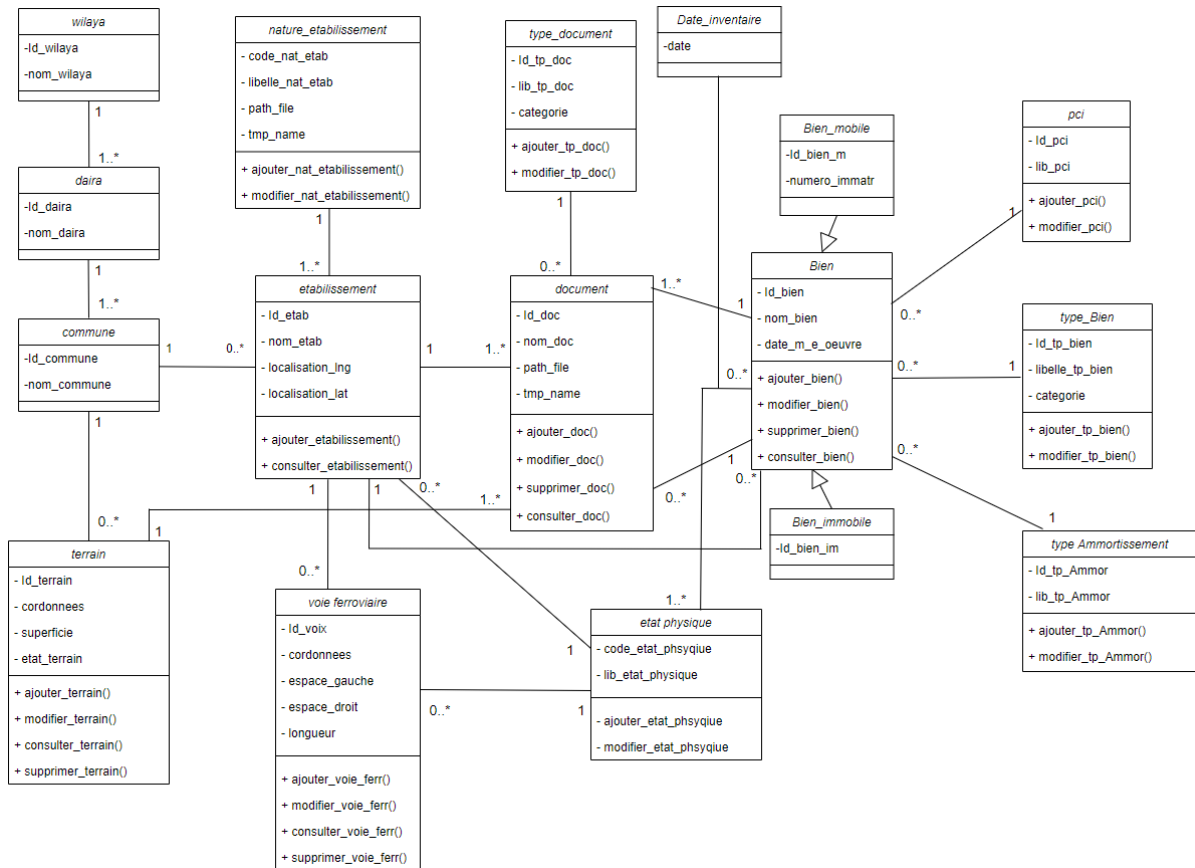 wilaya
-Id_wilaya
-nom_wilaya
1
1..*
daira
-Id_daira
-nom_daira
1
1..*
commune
-Id_commune
-nom_commune
1
0..*
1
0..*
terrain
- Id_terrain
- cordonnees
- superficie
- etat_terrain
+ ajouter_terrain()
+ modifier_terrain()
+ consulter_terrain()
+ supprimer_terrain()
1
1..*
nature_etabilissement
- code_nat_etab
- libelle_nat_etab
- path_file
- tmp_name
+ ajouter_nat_etabilissement()
+ modifier_nat_etabilissement()
1
1..*
etabilissement
- Id_etab
- nom_etab
- localisation_lng
- localisation_lat
+ ajouter_etabilissement()
+ consulter_etabilissement()
1
1..*
1
1
0..*
0..*
voie ferroviaire
- Id_voix
- cordonnees
- espace_gauche
- espace_droit
- longueur
+ ajouter_voie_ferr()
+ modifier_voie_ferr()
+ consulter_voie_ferr()
+ supprimer_voie_ferr()
0..*
1
type_document
- Id_tp_doc
- lib_tp_doc
- categorie
+ ajouter_tp_doc()
+ modifier_tp_doc()
1
0..*
document
- Id_doc
- nom_doc
- path_file
- tmp_name
+ ajouter_doc()
+ modifier_doc()
+ supprimer_doc()
+ consulter_doc()
1..*
1
0..*
1
0..*
1..*
1
etat physique
- code_etat_phsyqiue
- lib_etat_physique
- ajouter_etat_phsyqiue
- modifier_etat_phsyqiue
Date_inventaire
-date
0..*
Bien_mobile
-Id_bien_m
-numero_immatr
Bien
- Id_bien
- nom_bien
- date_m_e_oeuvre
+ ajouter_bien()
+ modifier_bien()
+ supprimer_bien()
+ consulter_bien()
Bien_immobile
-Id_bien_im
1
0..*
pci
- Id_pci
- lib_pci
+ ajouter_pci()
+ modifier_pci()
0..*
1
type_Bien
- Id_tp_bien
- libelle_tp_bien
- categorie
+ ajouter_tp_bien()
+ modifier_tp_bien()
0..*
1
type Ammortissement
- Id_tp_Ammor
- lib_tp_Ammor
+ ajouter_tp_Ammor()
+ modifier_tp_Ammor()